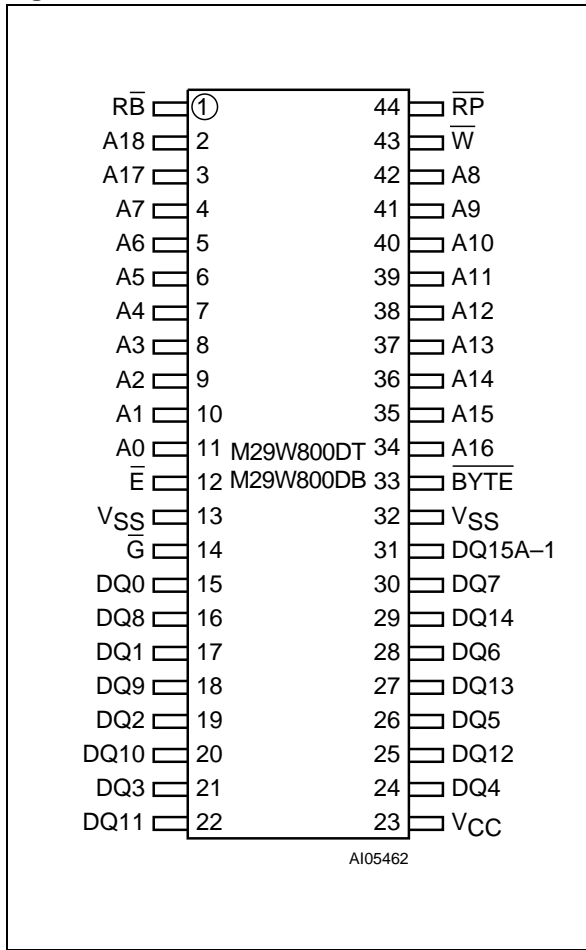 RB̅ 1 44 R̅P̅
A18 2 43 W̅
A17 3 42 A8
A7 4 41 A9
A6 5 40 A10
A5 6 39 A11
A4 7 38 A12
A3 8 37 A13
A2 9 36 A14
A1 10 35 A15
A0 11 M29W800DT 34 A16
E̅ 12 M29W800DB 33 B̅Y̅T̅E̅
VSS 13 32 VSS
G̅ 14 31 DQ15A–1
DQ0 15 30 DQ7
DQ8 16 29 DQ14
DQ1 17 28 DQ6
DQ9 18 27 DQ13
DQ2 19 26 DQ5
DQ10 20 25 DQ12
DQ3 21 24 DQ4
DQ11 22 23 VCC
AI05462